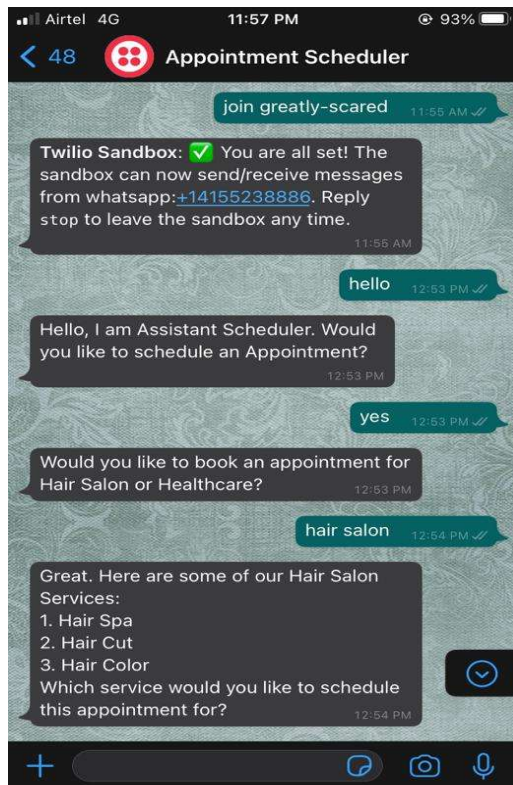 Airtel 4G 11:57 PM 93%
48 Appointment Scheduler
join greatly-scared 11:55 AM
Twilio Sandbox: ✅ You are all set! The
sandbox can now send/receive messages
from whatsapp:+14155238886. Reply
stop to leave the sandbox any time.
11:55 AM
hello 12:53 PM
Hello, I am Assistant Scheduler. Would
you like to schedule an Appointment?
12:53 PM
yes 12:53 PM
Would you like to book an appointment for
Hair Salon or Healthcare? 12:53 PM
hair salon 12:54 PM
Great. Here are some of our Hair Salon
Services:
1. Hair Spa
2. Hair Cut
3. Hair Color
Which service would you like to schedule
this appointment for? 12:54 PM